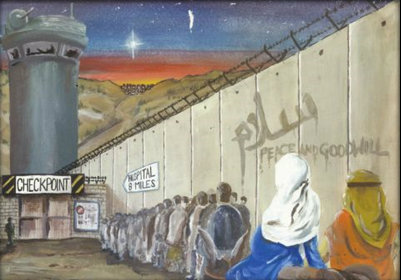 سلام
PEACE AND GOODWILL
HOSPITAL
8 MILES
CHECKPOINT